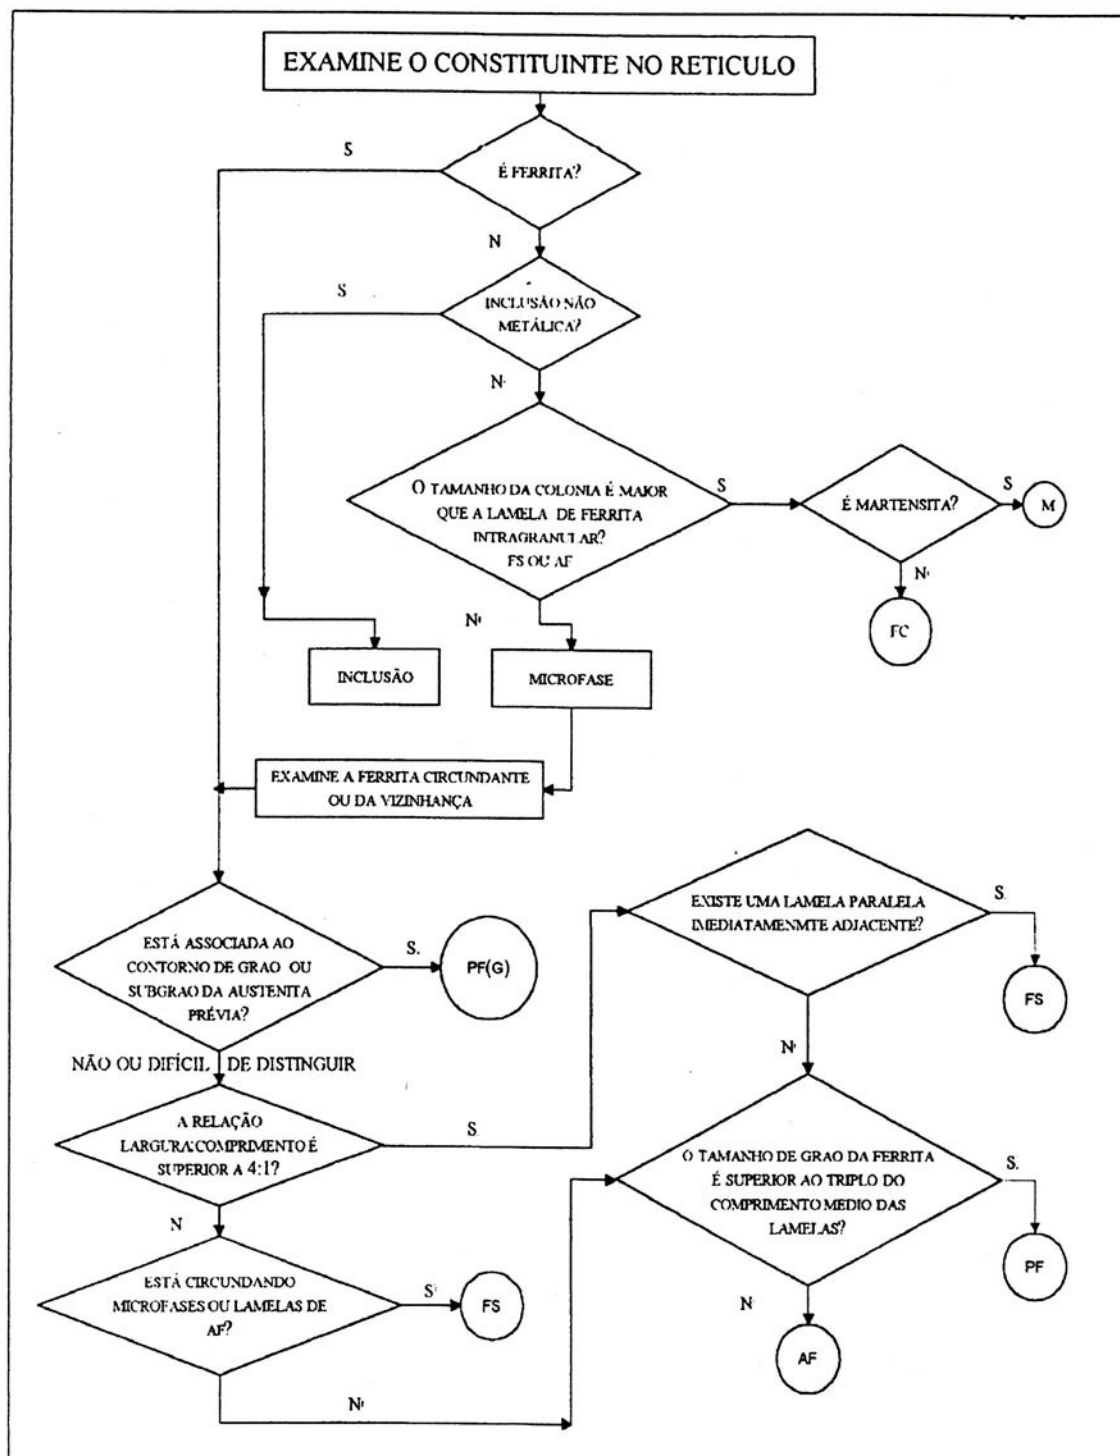 EXAMINE O CONSTITUINTE NO RETICULO
S
É FERRITA?
N
S
INCLUSÃO NÃO
METÁLICA?
N
O TAMANHO DA COLONIA É MAIOR
QUE A LAMELA DE FERRITA
INTRAGRANULAR?
FS OU AF
S
É MARTENSITA?
S
M
N
FC
N
INCLUSÃO
MICROFASE
EXAMINE A FERRITA CIRCUNDANTE
OU DA VIZINHANÇA
ESTÁ ASSOCIADA AO
CONTORNO DE GRAO OU
SUBGRAO DA AUSTENITA
PRÉVIA?
S.
PF(G)
EXISTE UMA LAMELA PARALELA
IMEDIATAMENMTE ADJACENTE?
S.
FS
N
NÃO OU DIFÍCIL DE DISTINGUIR
A RELAÇÃO
LARGURA:COMPRIMENTO É
SUPERIOR A 4:1?
S.
O TAMANHO DE GRAO DA FERRITA
É SUPERIOR AO TRIPLO DO
COMPRIMENTO MEDIO DAS
LAMELAS?
S.
PF
N
ESTÁ CIRCUNDANDO
MICROFASES OU LAMELAS DE
AF?
S
FS
N
AF
N